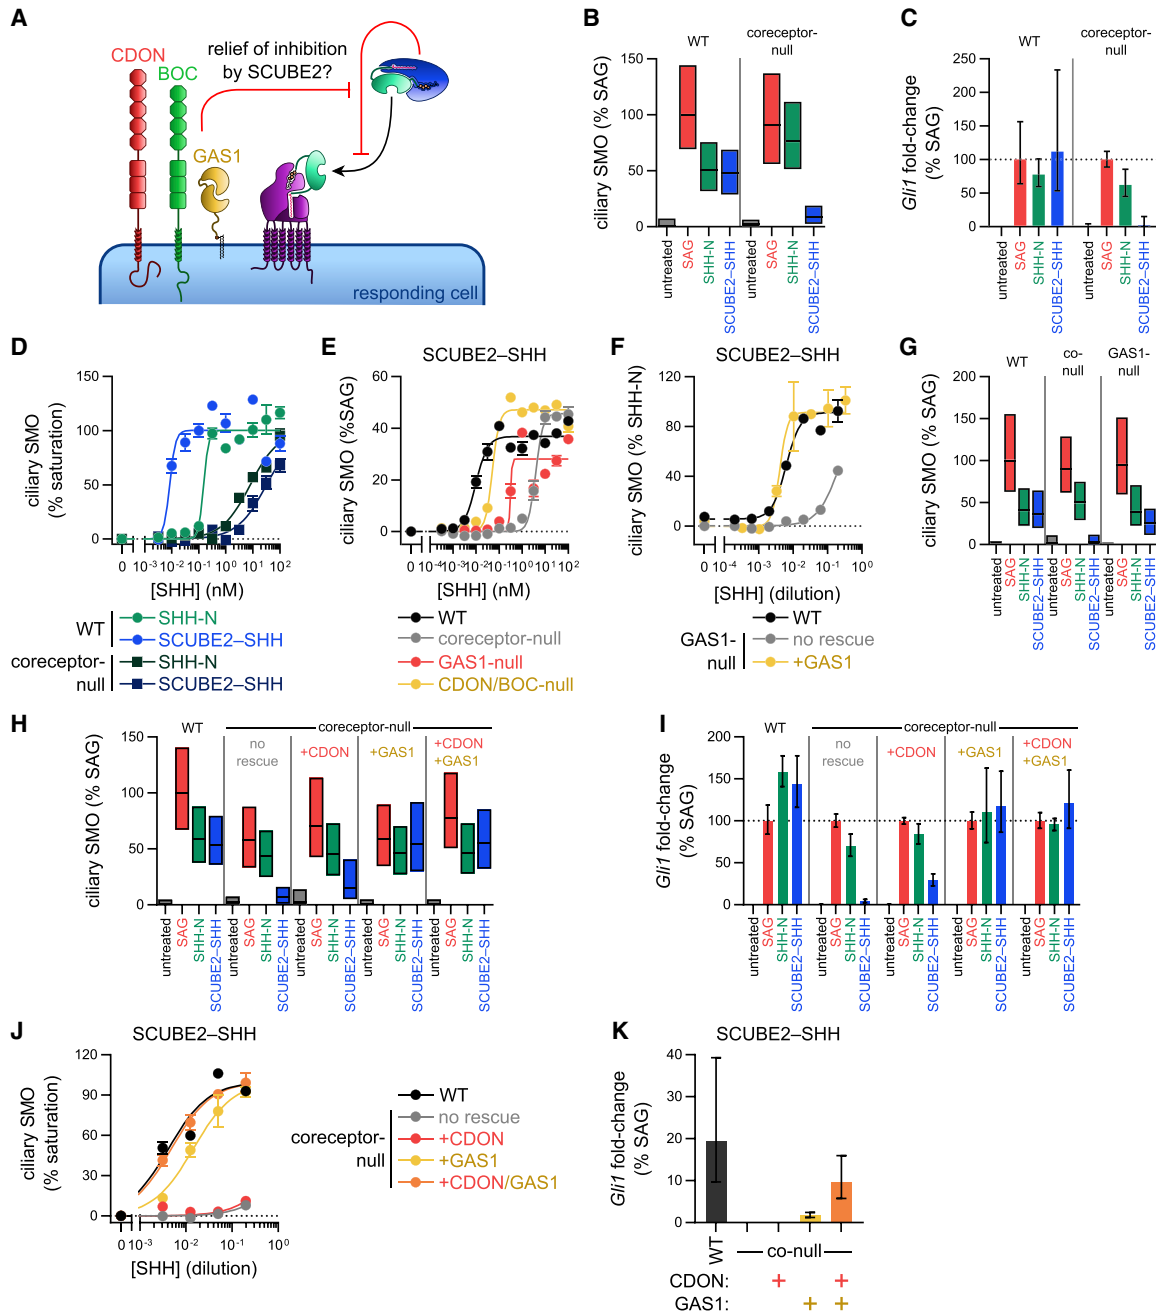 A
CDON
BOC
GAS1
relief of inhibition
by SCUBE2?
responding cell
B
WT
coreceptor-
null
ciliary SMO (% SAG)
150
100
50
0
untreated
SAG
SHH-N
SCUBE2–SHH
untreated
SAG
SHH-N
SCUBE2–SHH
C
WT
coreceptor-
null
Gli1 fold-change
(% SAG)
250
200
150
100
50
0
untreated
SAG
SHH-N
SCUBE2–SHH
untreated
SAG
SHH-N
SCUBE2–SHH
D
ciliary SMO
(% saturation)
150
100
50
0
0 10⁻³ 10⁻² 10⁻¹ 10⁰ 10¹ 10²
[SHH] (nM)
WT
SHH-N
SCUBE2–SHH
coreceptor-
null
SHH-N
SCUBE2–SHH
E
SCUBE2–SHH
ciliary SMO (%SAG)
60
40
20
0
0 10⁻⁴ 10⁻³ 10⁻² 10⁻¹ 10⁰ 10¹ 10²
[SHH] (nM)
WT
coreceptor-null
GAS1-null
CDON/BOC-null
F
SCUBE2–SHH
ciliary SMO (% SHH-N)
120
80
40
0
0 10⁻⁴ 10⁻³ 10⁻² 10⁻¹ 10⁰
[SHH] (dilution)
WT
GAS1-
null
no rescue
+GAS1
G
WT
co-
null
GAS1-
null
ciliary SMO (% SAG)
200
150
100
50
0
untreated
SAG
SHH-N
SCUBE2–SHH
untreated
SAG
SHH-N
SCUBE2–SHH
untreated
SAG
SHH-N
SCUBE2–SHH
H
WT
coreceptor-null
no
rescue
+CDON
+GAS1
+CDON
+GAS1
ciliary SMO (% SAG)
150
100
50
0
untreated
SAG
SHH-N
SCUBE2–SHH
untreated
SAG
SHH-N
SCUBE2–SHH
untreated
SAG
SHH-N
SCUBE2–SHH
untreated
SAG
SHH-N
SCUBE2–SHH
untreated
SAG
SHH-N
SCUBE2–SHH
I
WT
coreceptor-null
no
rescue
+CDON
+GAS1
+CDON
+GAS1
Gli1 fold-change
(% SAG)
200
150
100
50
0
untreated
SAG
SHH-N
SCUBE2–SHH
untreated
SAG
SHH-N
SCUBE2–SHH
untreated
SAG
SHH-N
SCUBE2–SHH
untreated
SAG
SHH-N
SCUBE2–SHH
untreated
SAG
SHH-N
SCUBE2–SHH
J
SCUBE2–SHH
ciliary SMO
(% saturation)
120
90
60
30
0
0 10⁻³ 10⁻² 10⁻¹ 10⁰
[SHH] (dilution)
WT
coreceptor-
null
no rescue
+CDON
+GAS1
+CDON/GAS1
K
SCUBE2–SHH
Gli1 fold-change
(% SAG)
40
30
20
10
0
WT
co-null
CDON: + +
GAS1: + +